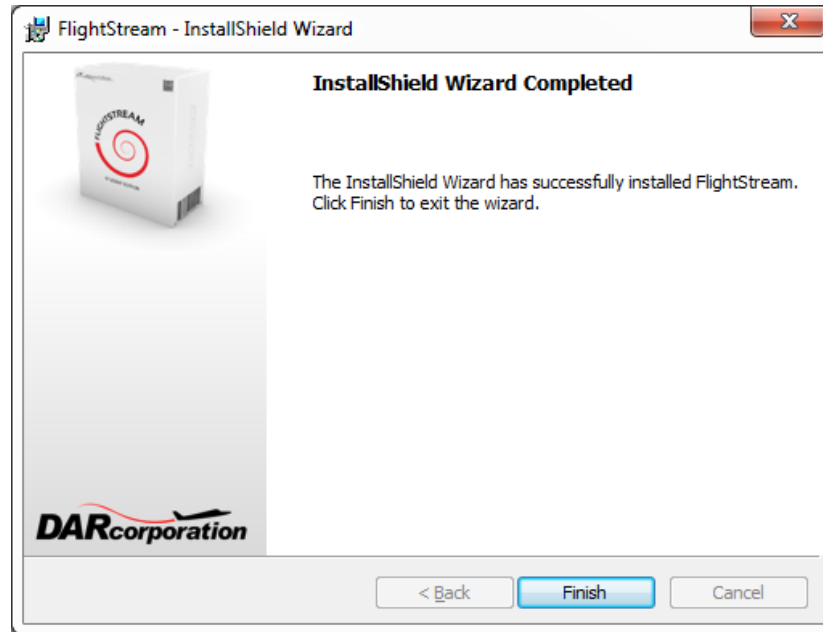 FlightStream - InstallShield Wizard
InstallShield Wizard Completed
FLIGHTSTREAM
The InstallShield Wizard has successfully installed FlightStream.
Click Finish to exit the wizard.
DARcorporation
< Back
Finish
Cancel